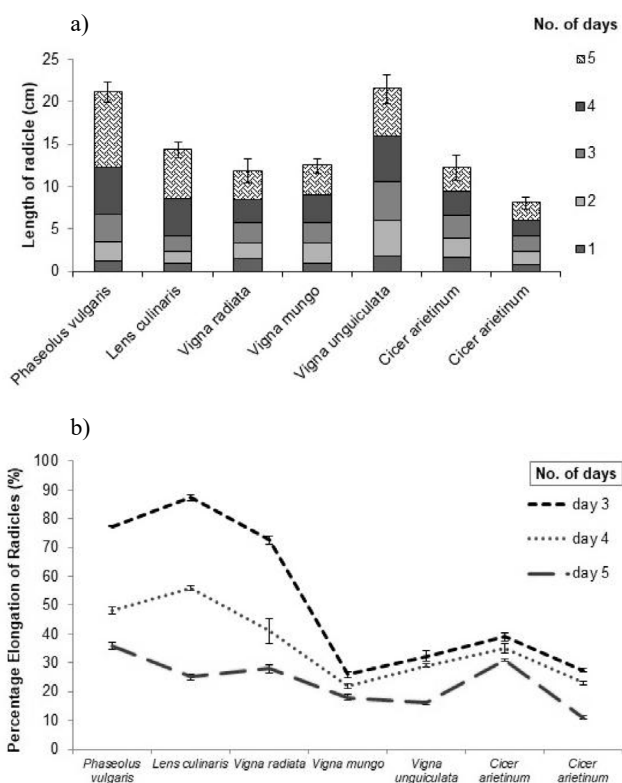 a)
No. of days
25
20
15
10
5
0
Length of radicle (cm)
5
4
3
2
1
Phaseolus vulgaris
Lens culinaris
Vigna radiata
Vigna mungo
Vigna unguiculata
Cicer arietinum
Cicer arietinum
b)
100
90
80
70
60
50
40
30
20
10
0
Percentage Elongation of Radicles (%)
No. of days
day 3
day 4
day 5
Phaseolus
vulgaris
Lens culinaris
Vigna radiata
Vigna mungo
Vigna
unguiculata
Cicer
arietinum
Cicer
arietinum